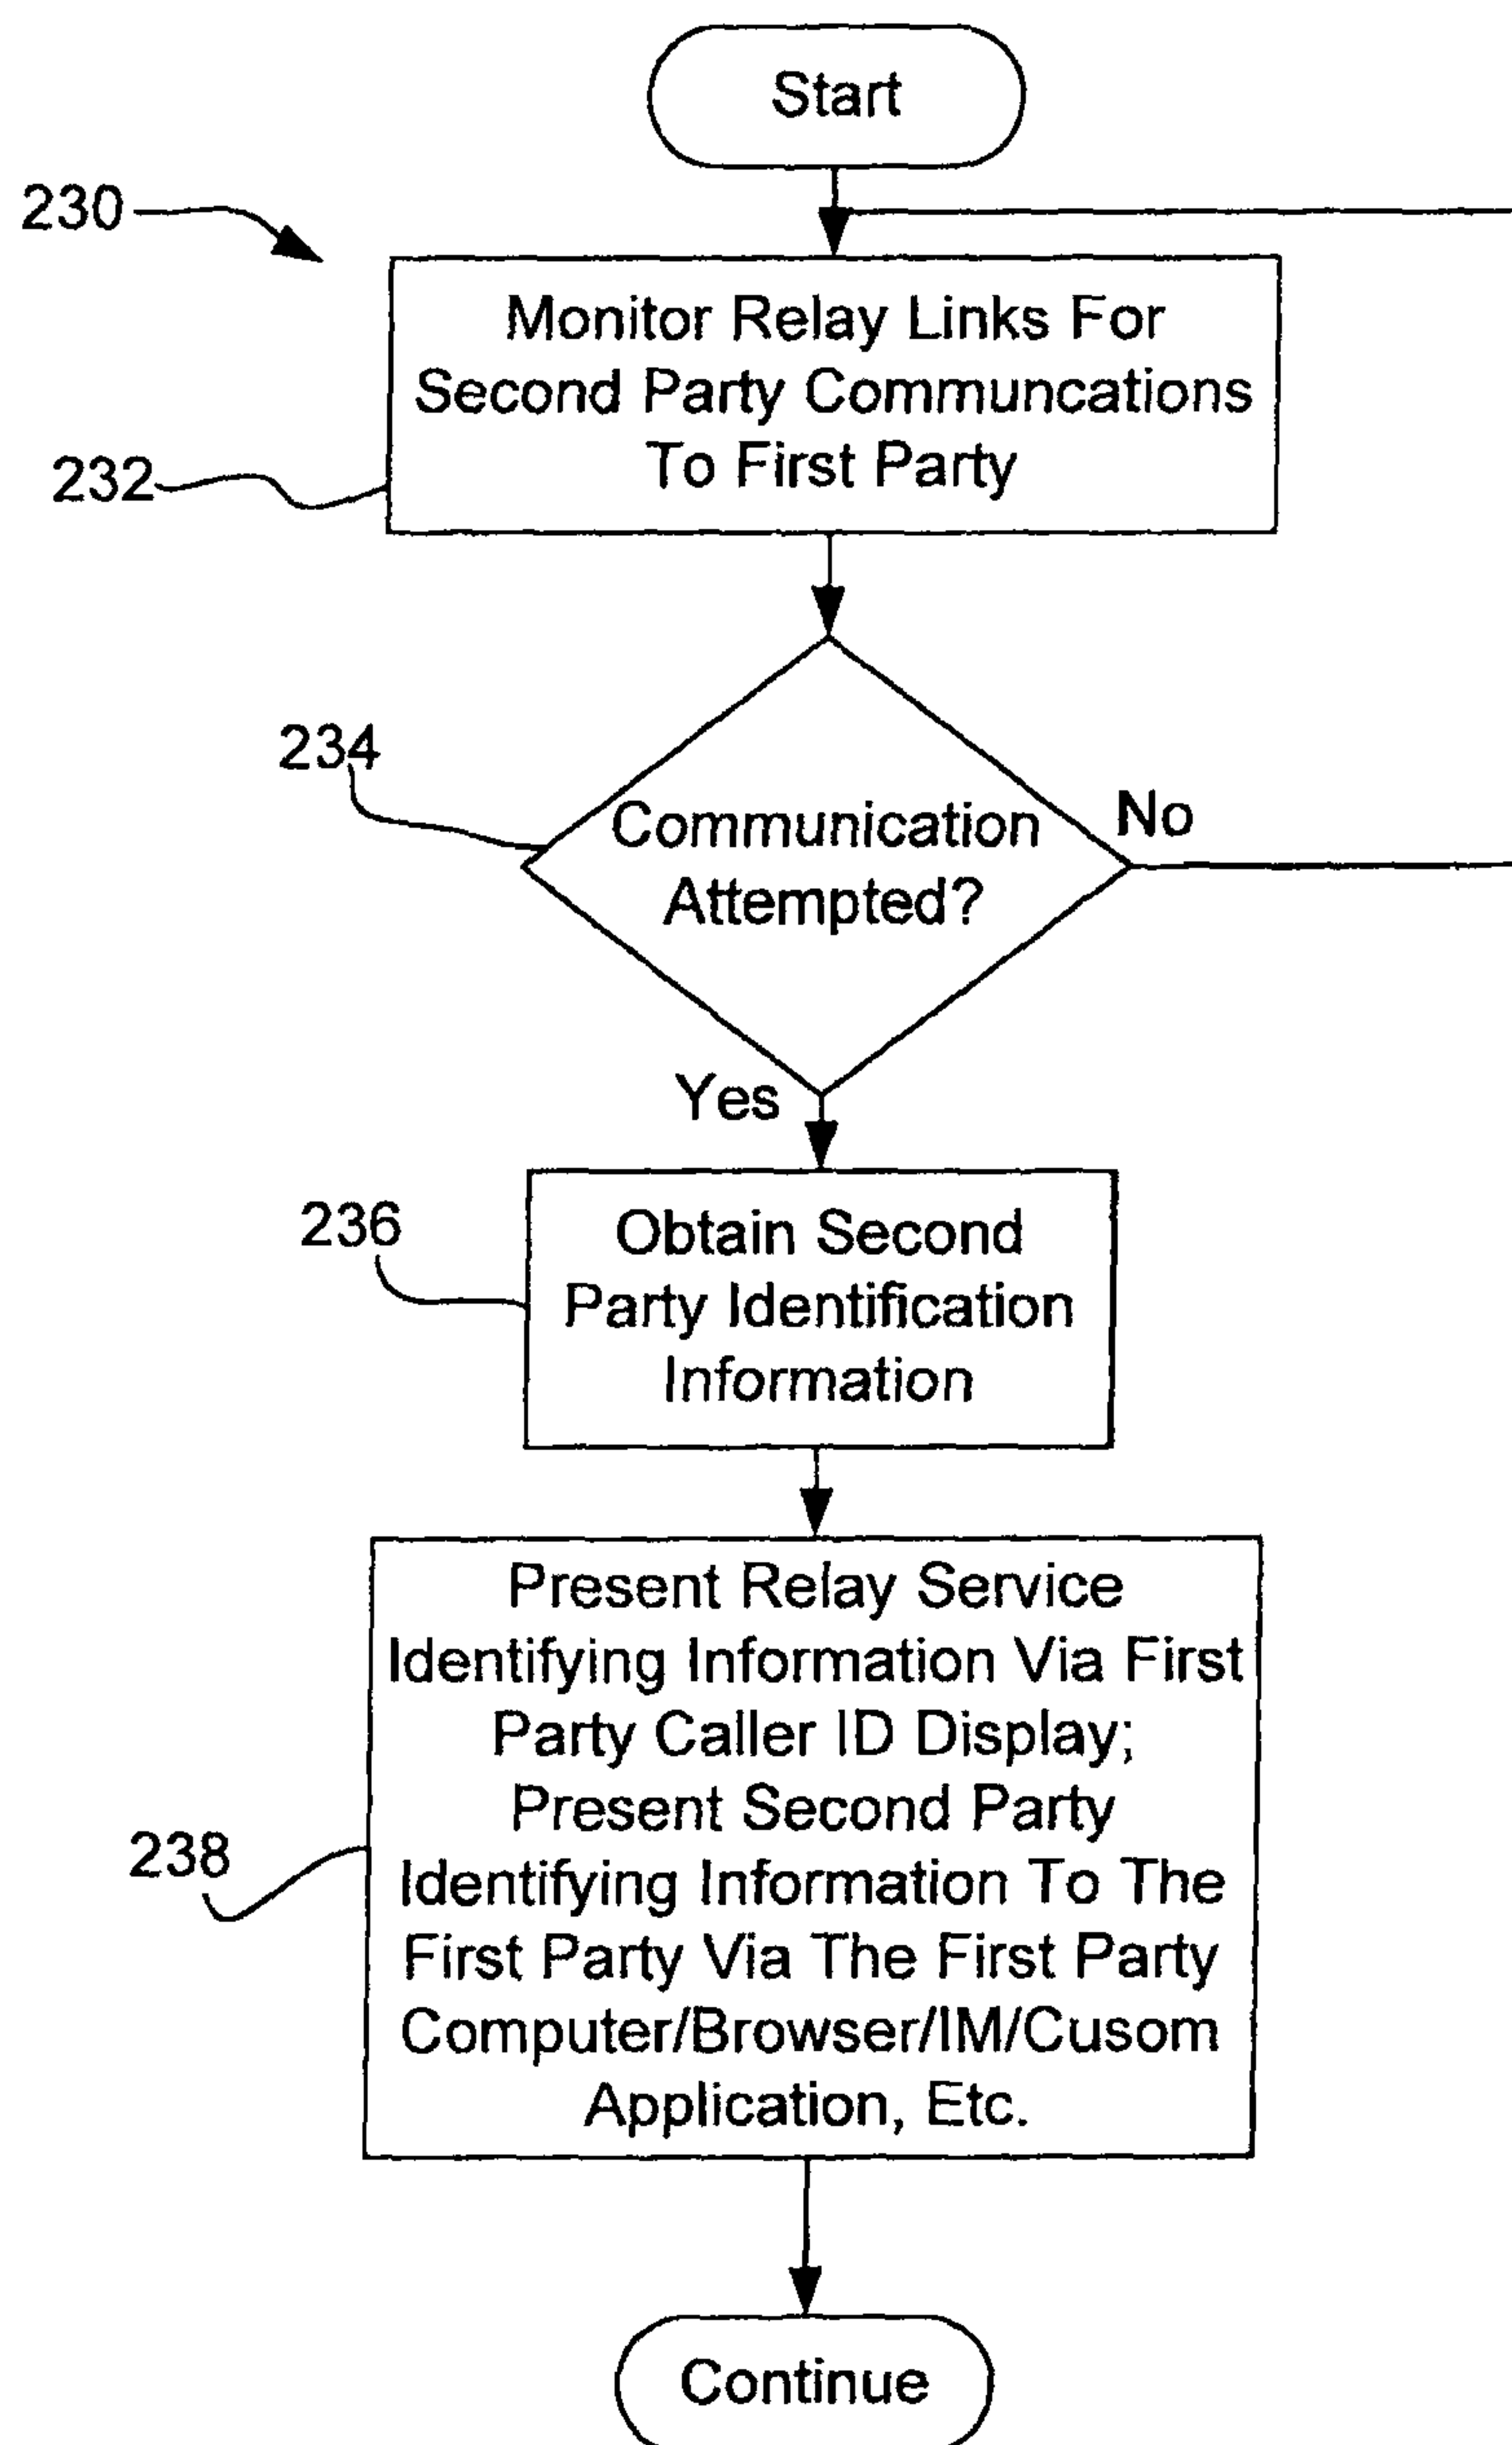 Start
230
Monitor Relay Links For
Second Party Communcations
To First Party
232
234
Communication
Attempted?
No
Yes
236
Obtain Second
Party Identification
Information
Present Relay Service
Identifying Information Via First
Party Caller ID Display;
Present Second Party
Identifying Information To The
First Party Via The First Party
Computer/Browser/IM/Cusom
Application, Etc.
238
Continue